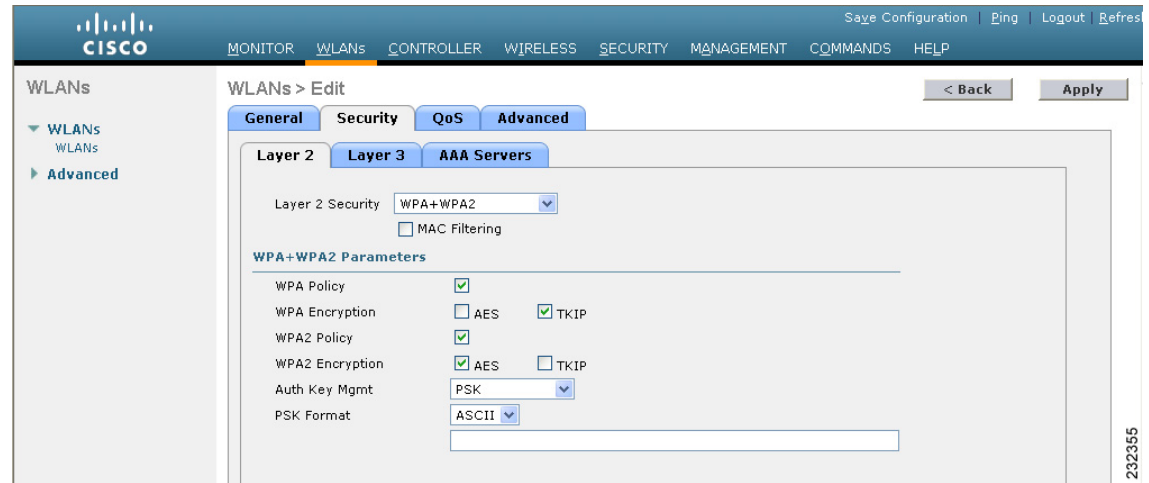 Save Configuration | Ping | Logout | Refresh
CISCO
MONITOR WLANs CONTROLLER WIRELESS SECURITY MANAGEMENT COMMANDS HELP
WLANs
WLANs
WLANs
Advanced
WLANs > Edit
< Back
Apply
General Security QoS Advanced
Layer 2 Layer 3 AAA Servers
Layer 2 Security WPA+WPA2
MAC Filtering
WPA+WPA2 Parameters
WPA Policy
WPA Encryption AES TKIP
WPA2 Policy
WPA2 Encryption AES TKIP
Auth Key Mgmt PSK
PSK Format ASCII
232355